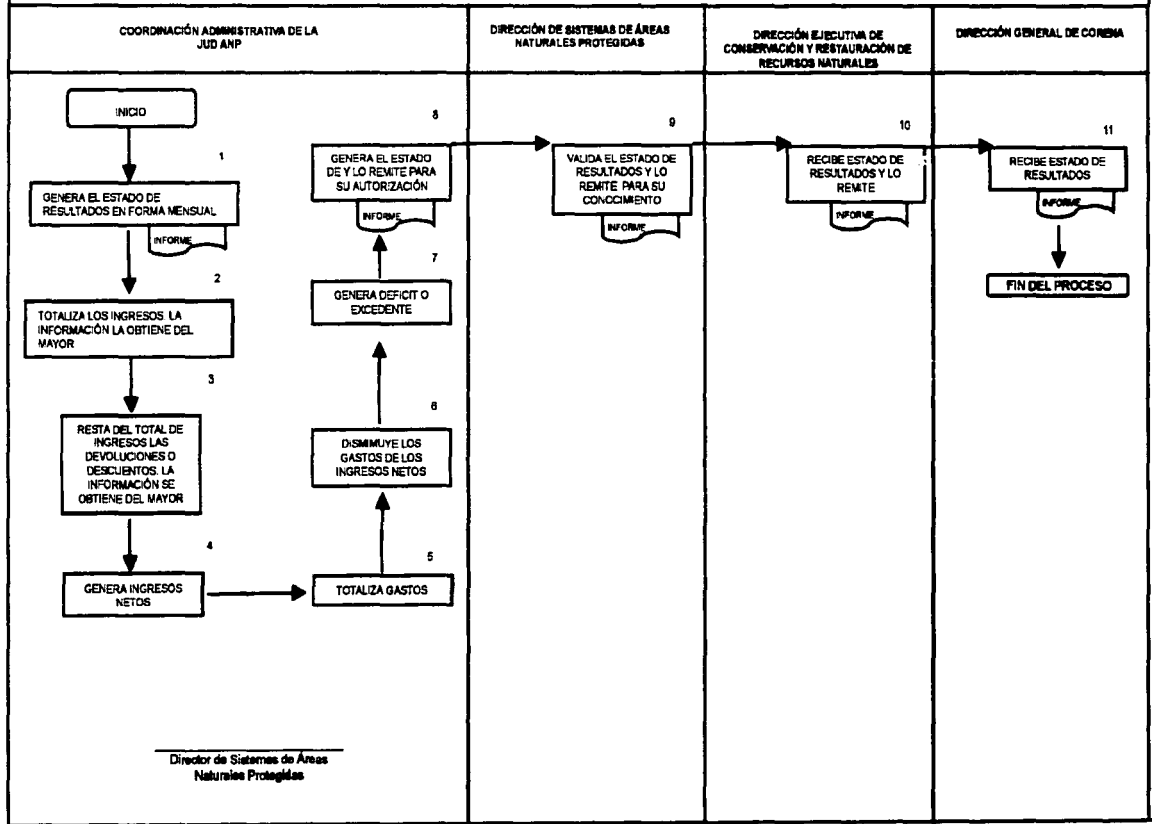 COORDINACIÓN ADMINISTRATIVA DE LA
JUD ANP
DIRECCIÓN DE SISTEMAS DE ÁREAS
NATURALES PROTEGIDAS
DIRECCIÓN EJECUTIVA DE
CONSERVACIÓN Y RESTAURACIÓN DE
RECURSOS NATURALES
DIRECCIÓN GENERAL DE CORENA
INICIO
1
GENERA EL ESTADO DE
RESULTADOS EN FORMA MENSUAL
INFORME
2
TOTALIZA LOS INGRESOS. LA
INFORMACIÓN LA OBTIENE DEL
MAYOR
3
RESTA DEL TOTAL DE
INGRESOS LAS
DEVOLUCIONES O
DESCUENTOS. LA
INFORMACIÓN SE
OBTIENE DEL MAYOR
4
GENERA INGRESOS
NETOS
5
TOTALIZA GASTOS
6
DISMIMUYE LOS
GASTOS DE LOS
INGRESOS NETOS
7
GENERA DEFICIT O
EXCEDENTE
8
GENERA EL ESTADO
DE Y LO REMITE PARA
SU AUTORIZACIÓN
INFORME
9
VALIDA EL ESTADO DE
RESULTADOS Y LO
REMITE PARA SU
CONOCIMIENTO
INFORME
10
RECIBE ESTADO DE
RESULTADOS Y LO
REMITE
INFORME
11
RECIBE ESTADO DE
RESULTADOS
INFORME
FIN DEL PROCESO
Director de Sistemas de Áreas
Naturales Protegidas